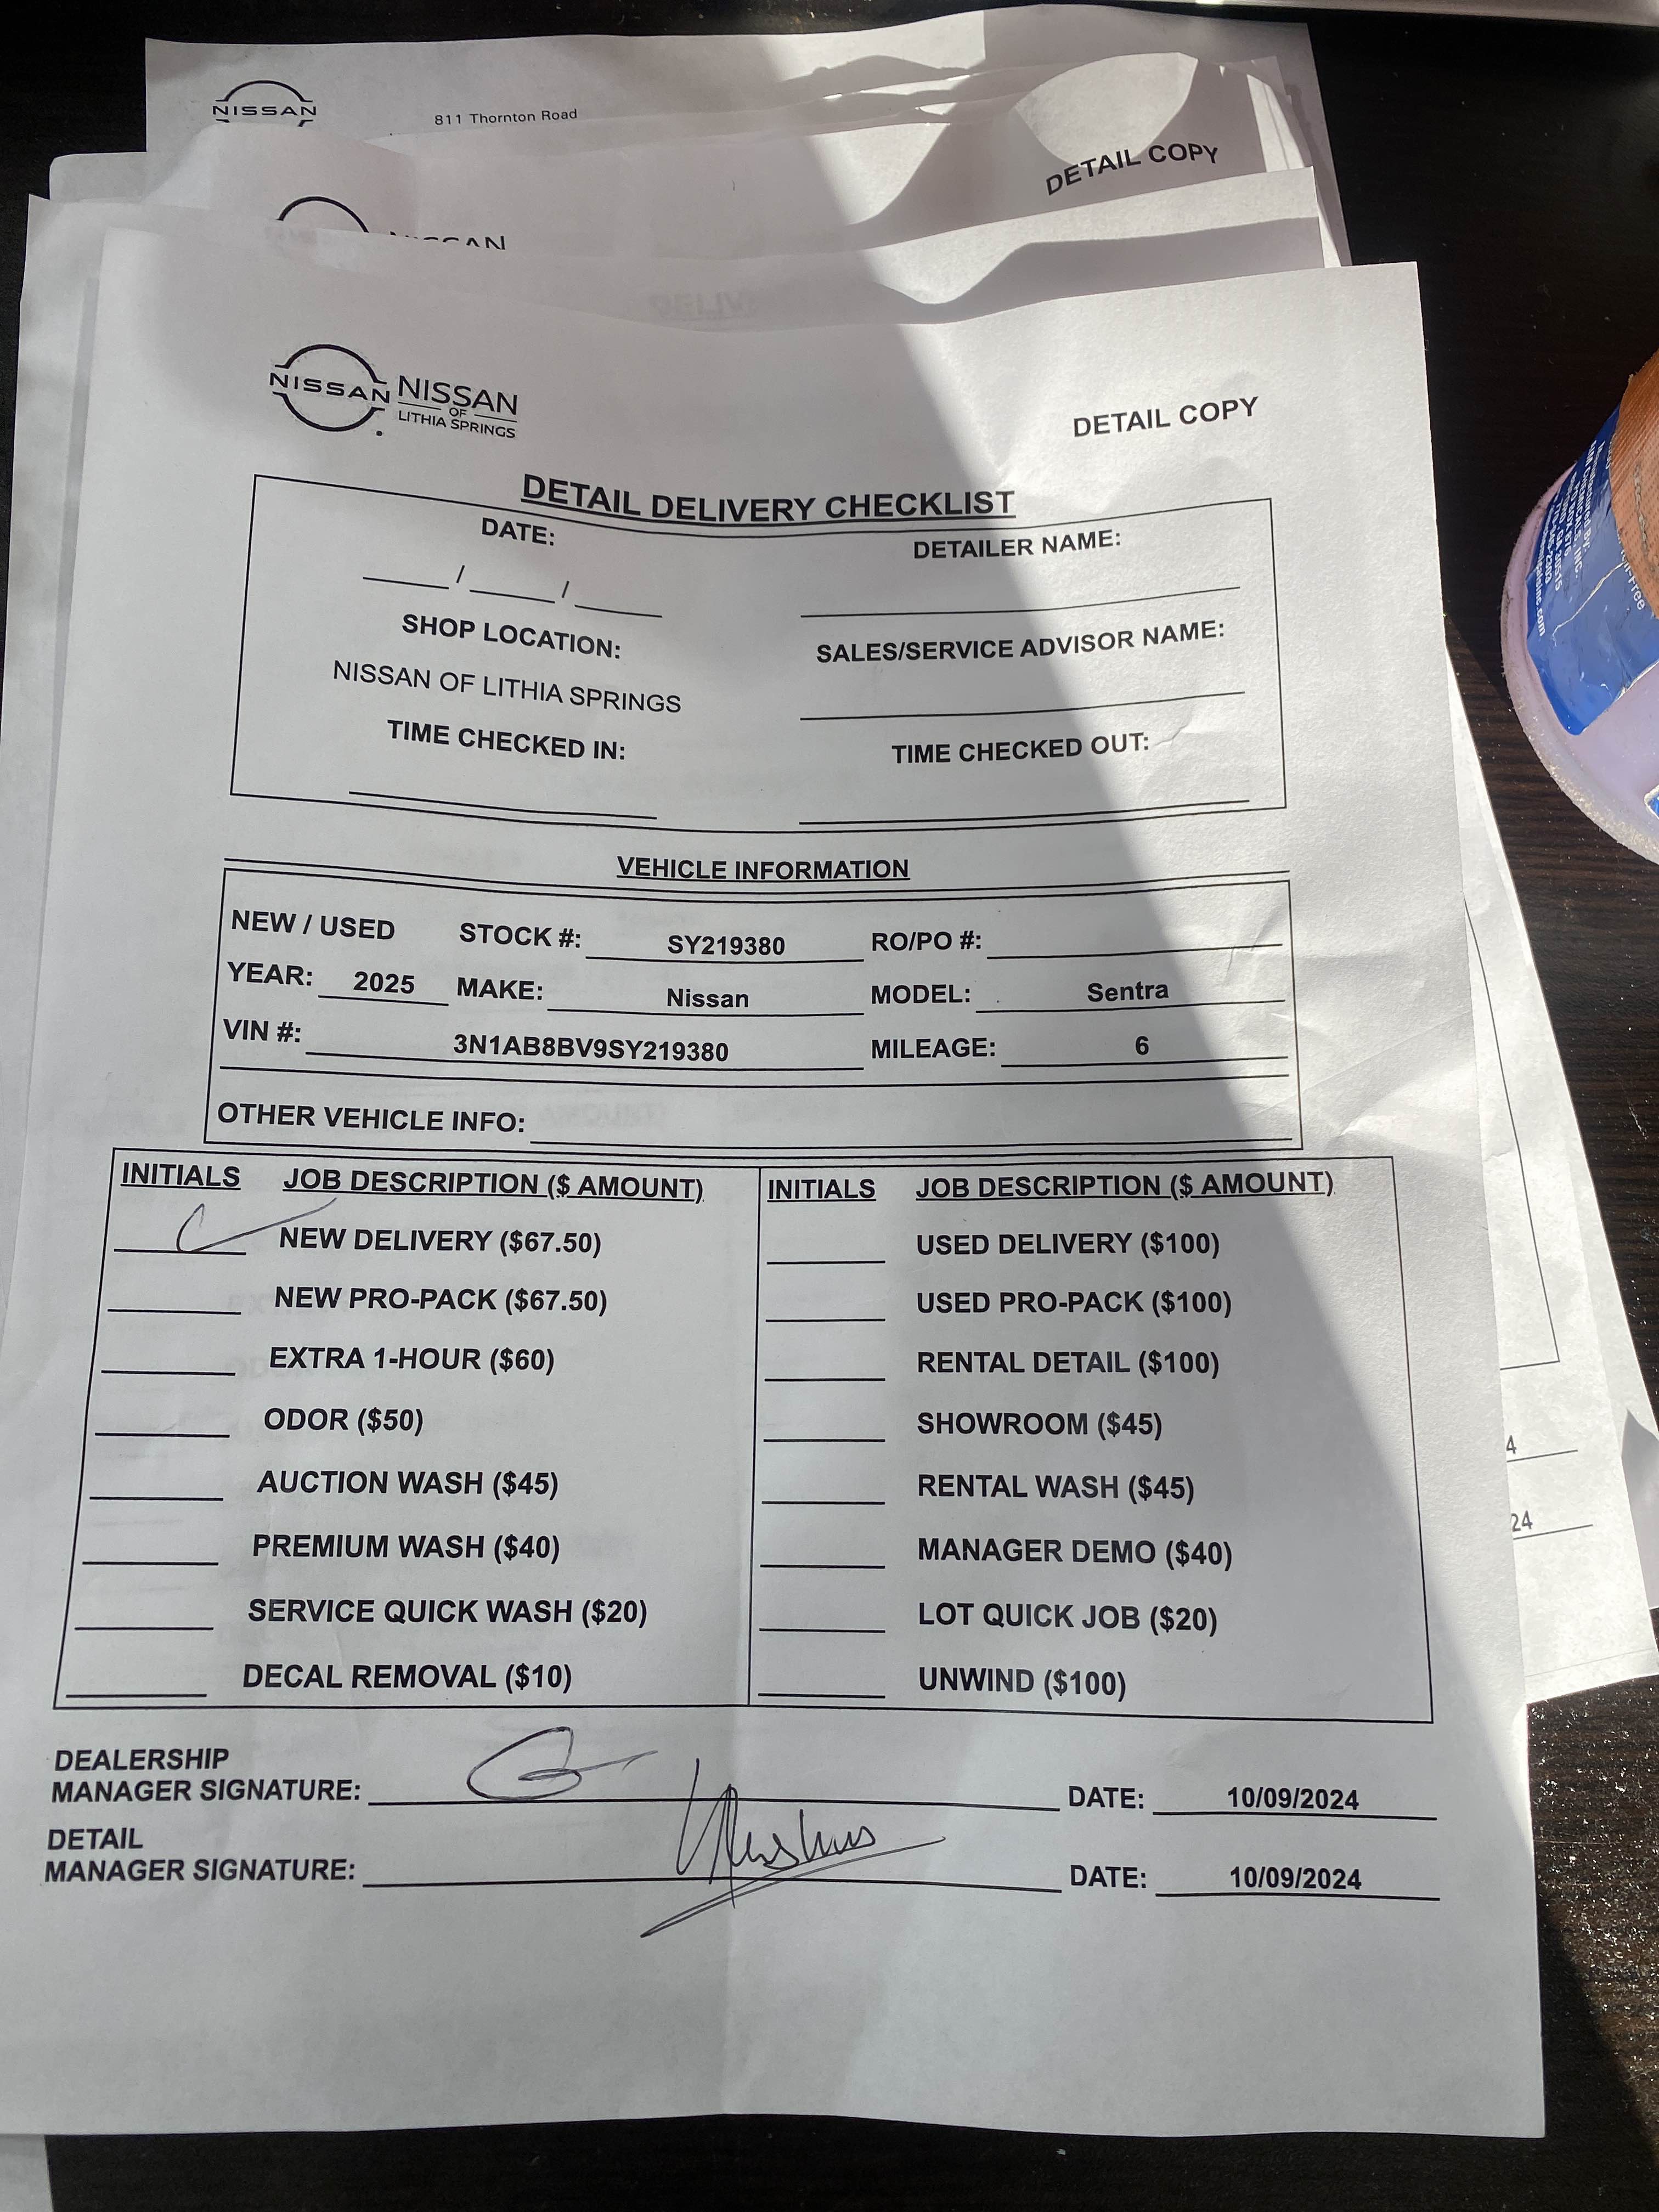 NISSAN
811 Thornton Road
DETAIL COPY
NISSAN
NISSAN
NISSAN
OF
LITHIA SPRINGS
DETAIL COPY
DETAIL DELIVERY CHECKLIST
DATE:
DETAILER NAME:
____/____/____
SHOP LOCATION:
SALES/SERVICE ADVISOR NAME:
NISSAN OF LITHIA SPRINGS
TIME CHECKED IN:
TIME CHECKED OUT:
VEHICLE INFORMATION
NEW / USED STOCK #: SY219380 RO/PO #:
YEAR: 2025 MAKE: Nissan MODEL: Sentra
VIN #: 3N1AB8BV9SY219380 MILEAGE: 6
OTHER VEHICLE INFO:
INITIALS JOB DESCRIPTION ($ AMOUNT) INITIALS JOB DESCRIPTION ($ AMOUNT)
NEW DELIVERY ($67.50) USED DELIVERY ($100)
NEW PRO-PACK ($67.50) USED PRO-PACK ($100)
EXTRA 1-HOUR ($60) RENTAL DETAIL ($100)
ODOR ($50) SHOWROOM ($45)
AUCTION WASH ($45) RENTAL WASH ($45)
PREMIUM WASH ($40) MANAGER DEMO ($40)
SERVICE QUICK WASH ($20) LOT QUICK JOB ($20)
DECAL REMOVAL ($10) UNWIND ($100)
DEALERSHIP
MANAGER SIGNATURE: DATE: 10/09/2024
DETAIL
MANAGER SIGNATURE: DATE: 10/09/2024
4
24